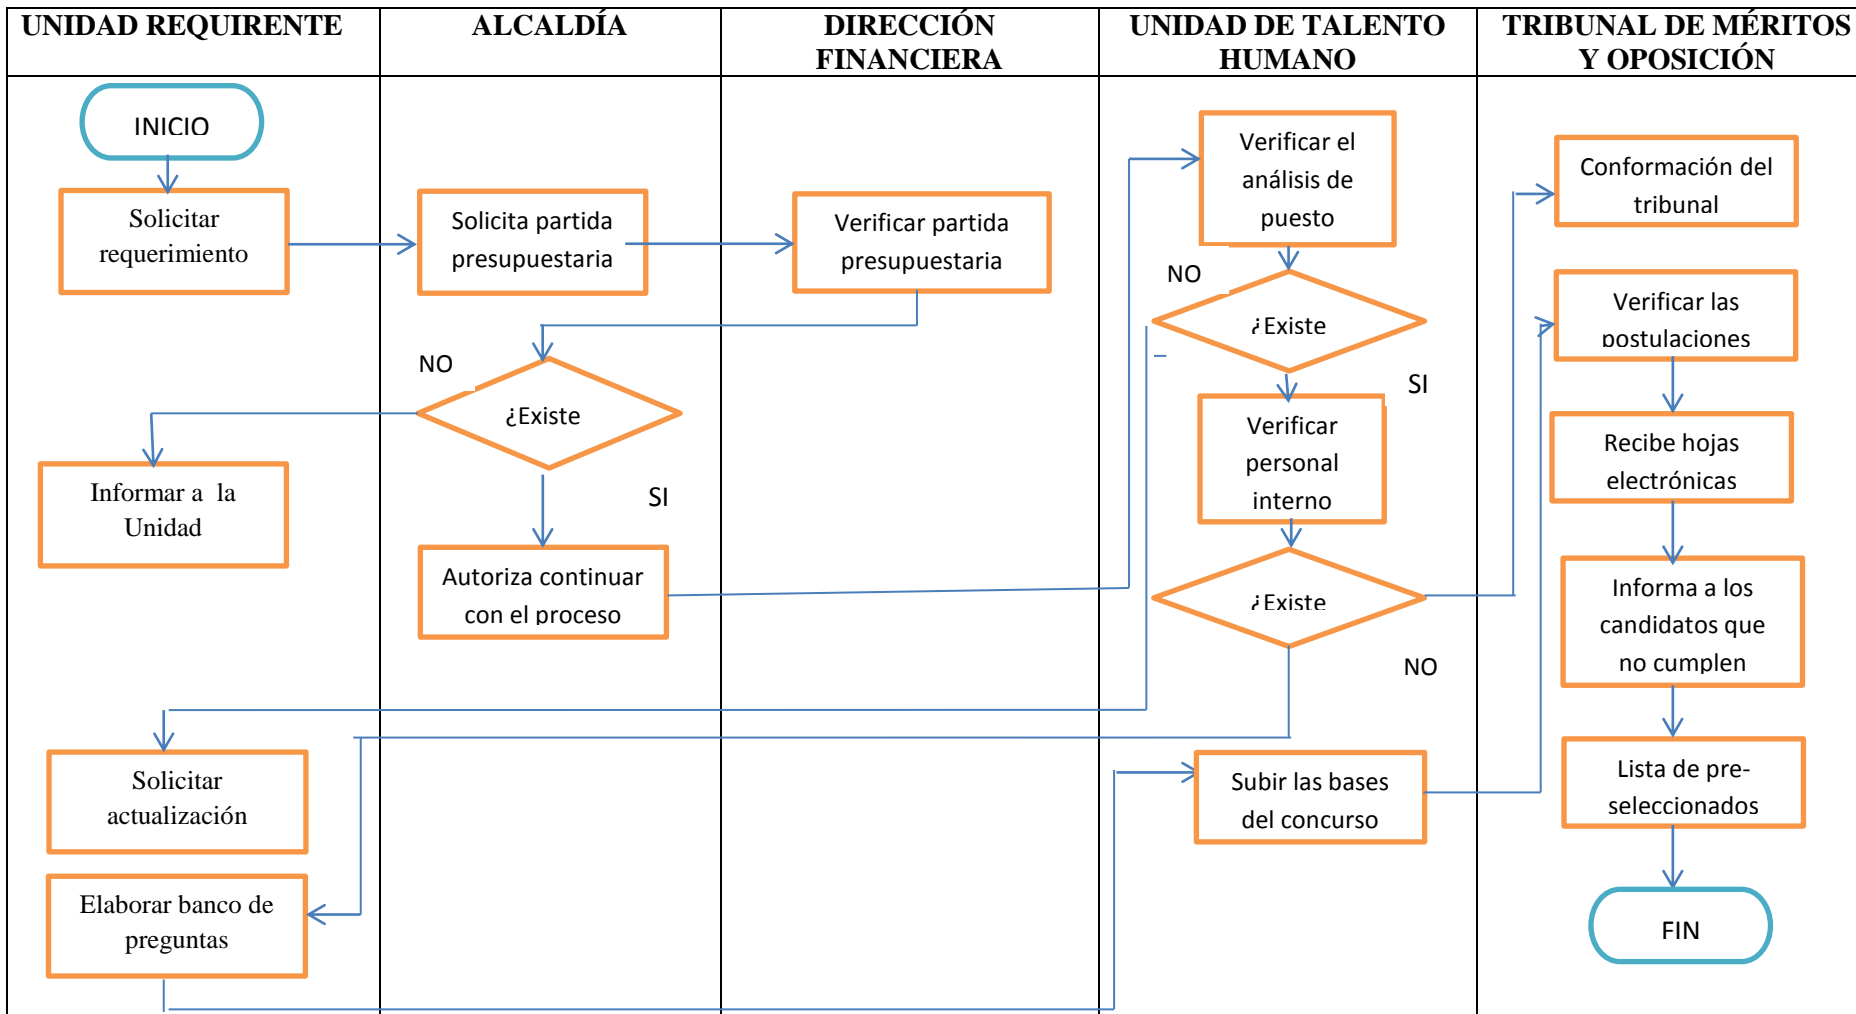 UNIDAD REQUIRENTE
ALCALDÍA
DIRECCIÓN
FINANCIERA
UNIDAD DE TALENTO
HUMANO
TRIBUNAL DE MÉRITOS
Y OPOSICIÓN
INICIO
Solicitar
requerimiento
Informar a la
Unidad
Solicitar
actualización
Elaborar banco de
preguntas
Solicita partida
presupuestaria
NO
¿Existe
SI
Autoriza continuar
con el proceso
Verificar partida
presupuestaria
Verificar el
análisis de
puesto
NO
¿Existe
SI
Verificar
personal
interno
¿Existe
NO
Subir las bases
del concurso
Conformación del
tribunal
Verificar las
postulaciones
Recibe hojas
electrónicas
Informa a los
candidatos que
no cumplen
Lista de pre-
seleccionados
FIN